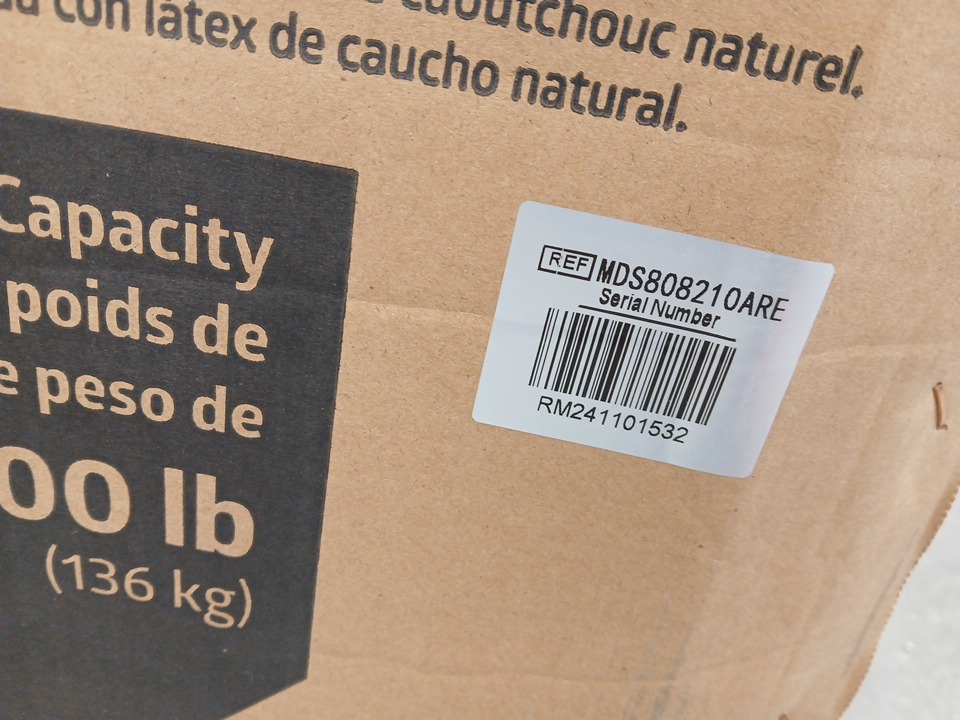 caoutchouc naturel.
con látex de caucho natural.
Capacity
poids de
peso de
00 lb
(136 kg)
REF MDS808210ARE
Serial Number
RM241101532